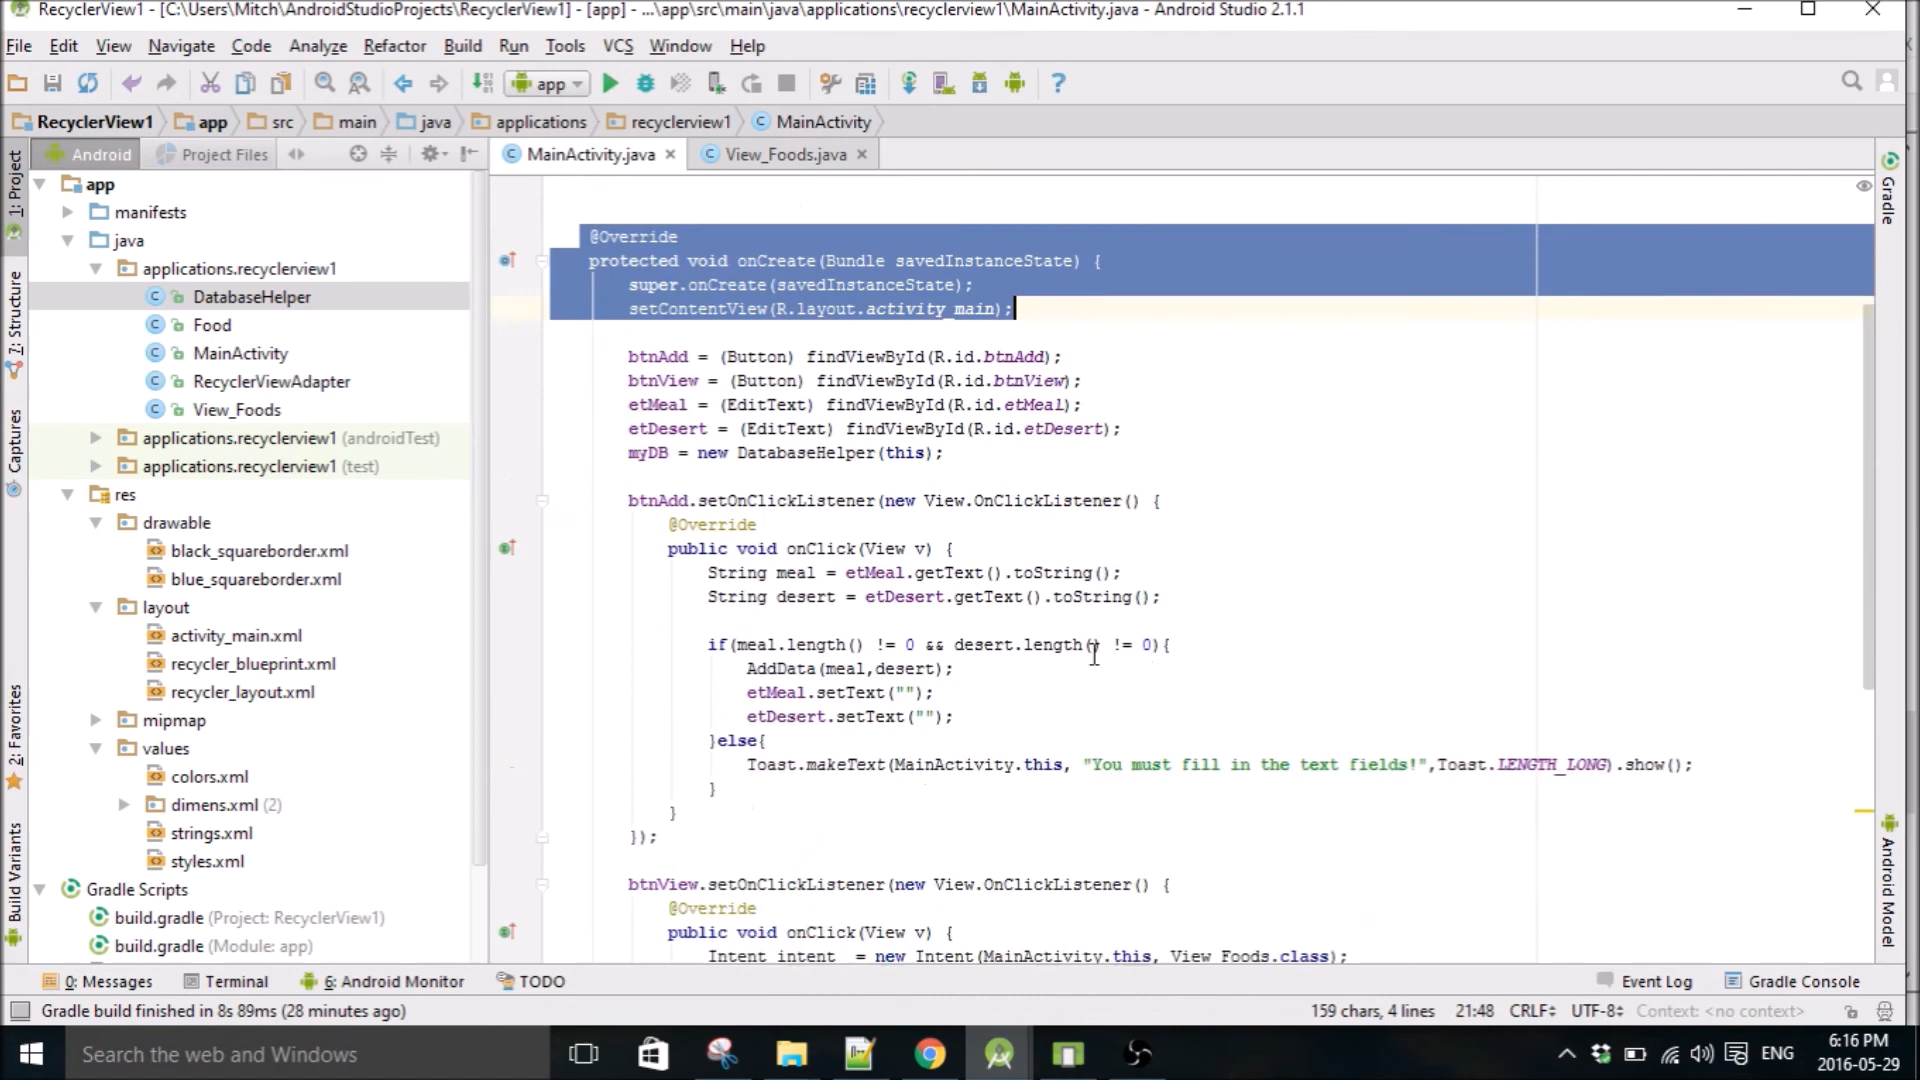 RecyclerView1 - [C:\Users\Mitch\AndroidStudioProjects\RecyclerView1] - [app] - ...\app\src\main\java\applications\recyclerview1\MainActivity.java - Android Studio 2.1.1
File Edit View Navigate Code Analyze Refactor Build Run Tools VCS Window Help
app
RecyclerView1 app src main java applications recyclerview1 MainActivity
Android Project Files
MainActivity.java View_Foods.java
1: Project
7: Structure
Captures
2: Favorites
Build Variants
app
manifests
java
applications.recyclerview1
DatabaseHelper
Food
MainActivity
RecyclerViewAdapter
View_Foods
applications.recyclerview1 (androidTest)
applications.recyclerview1 (test)
res
drawable
black_squareborder.xml
blue_squareborder.xml
layout
activity_main.xml
recycler_blueprint.xml
recycler_layout.xml
mipmap
values
colors.xml
dimens.xml (2)
strings.xml
styles.xml
Gradle Scripts
build.gradle (Project: RecyclerView1)
build.gradle (Module: app)
@Override
protected void onCreate(Bundle savedInstanceState) {
super.onCreate(savedInstanceState);
setContentView(R.layout.activity_main);
btnAdd = (Button) findViewById(R.id.btnAdd);
btnView = (Button) findViewById(R.id.btnView);
etMeal = (EditText) findViewById(R.id.etMeal);
etDesert = (EditText) findViewById(R.id.etDesert);
myDB = new DatabaseHelper(this);
btnAdd.setOnClickListener(new View.OnClickListener() {
@Override
public void onClick(View v) {
String meal = etMeal.getText().toString();
String desert = etDesert.getText().toString();
if(meal.length() != 0 && desert.length() != 0){
AddData(meal,desert);
etMeal.setText("");
etDesert.setText("");
}else{
Toast.makeText(MainActivity.this, "You must fill in the text fields!",Toast.LENGTH_LONG).show();
}
}
});
btnView.setOnClickListener(new View.OnClickListener() {
@Override
public void onClick(View v) {
Intent intent = new Intent(MainActivity.this, View_Foods.class);
Gradle
Android Model
0: Messages Terminal 6: Android Monitor TODO Event Log Gradle Console
Gradle build finished in 8s 89ms (28 minutes ago) 159 chars, 4 lines 21:48 CRLF UTF-8 Context: <no context>
Search the web and Windows
ENG
6:16 PM
2016-05-29